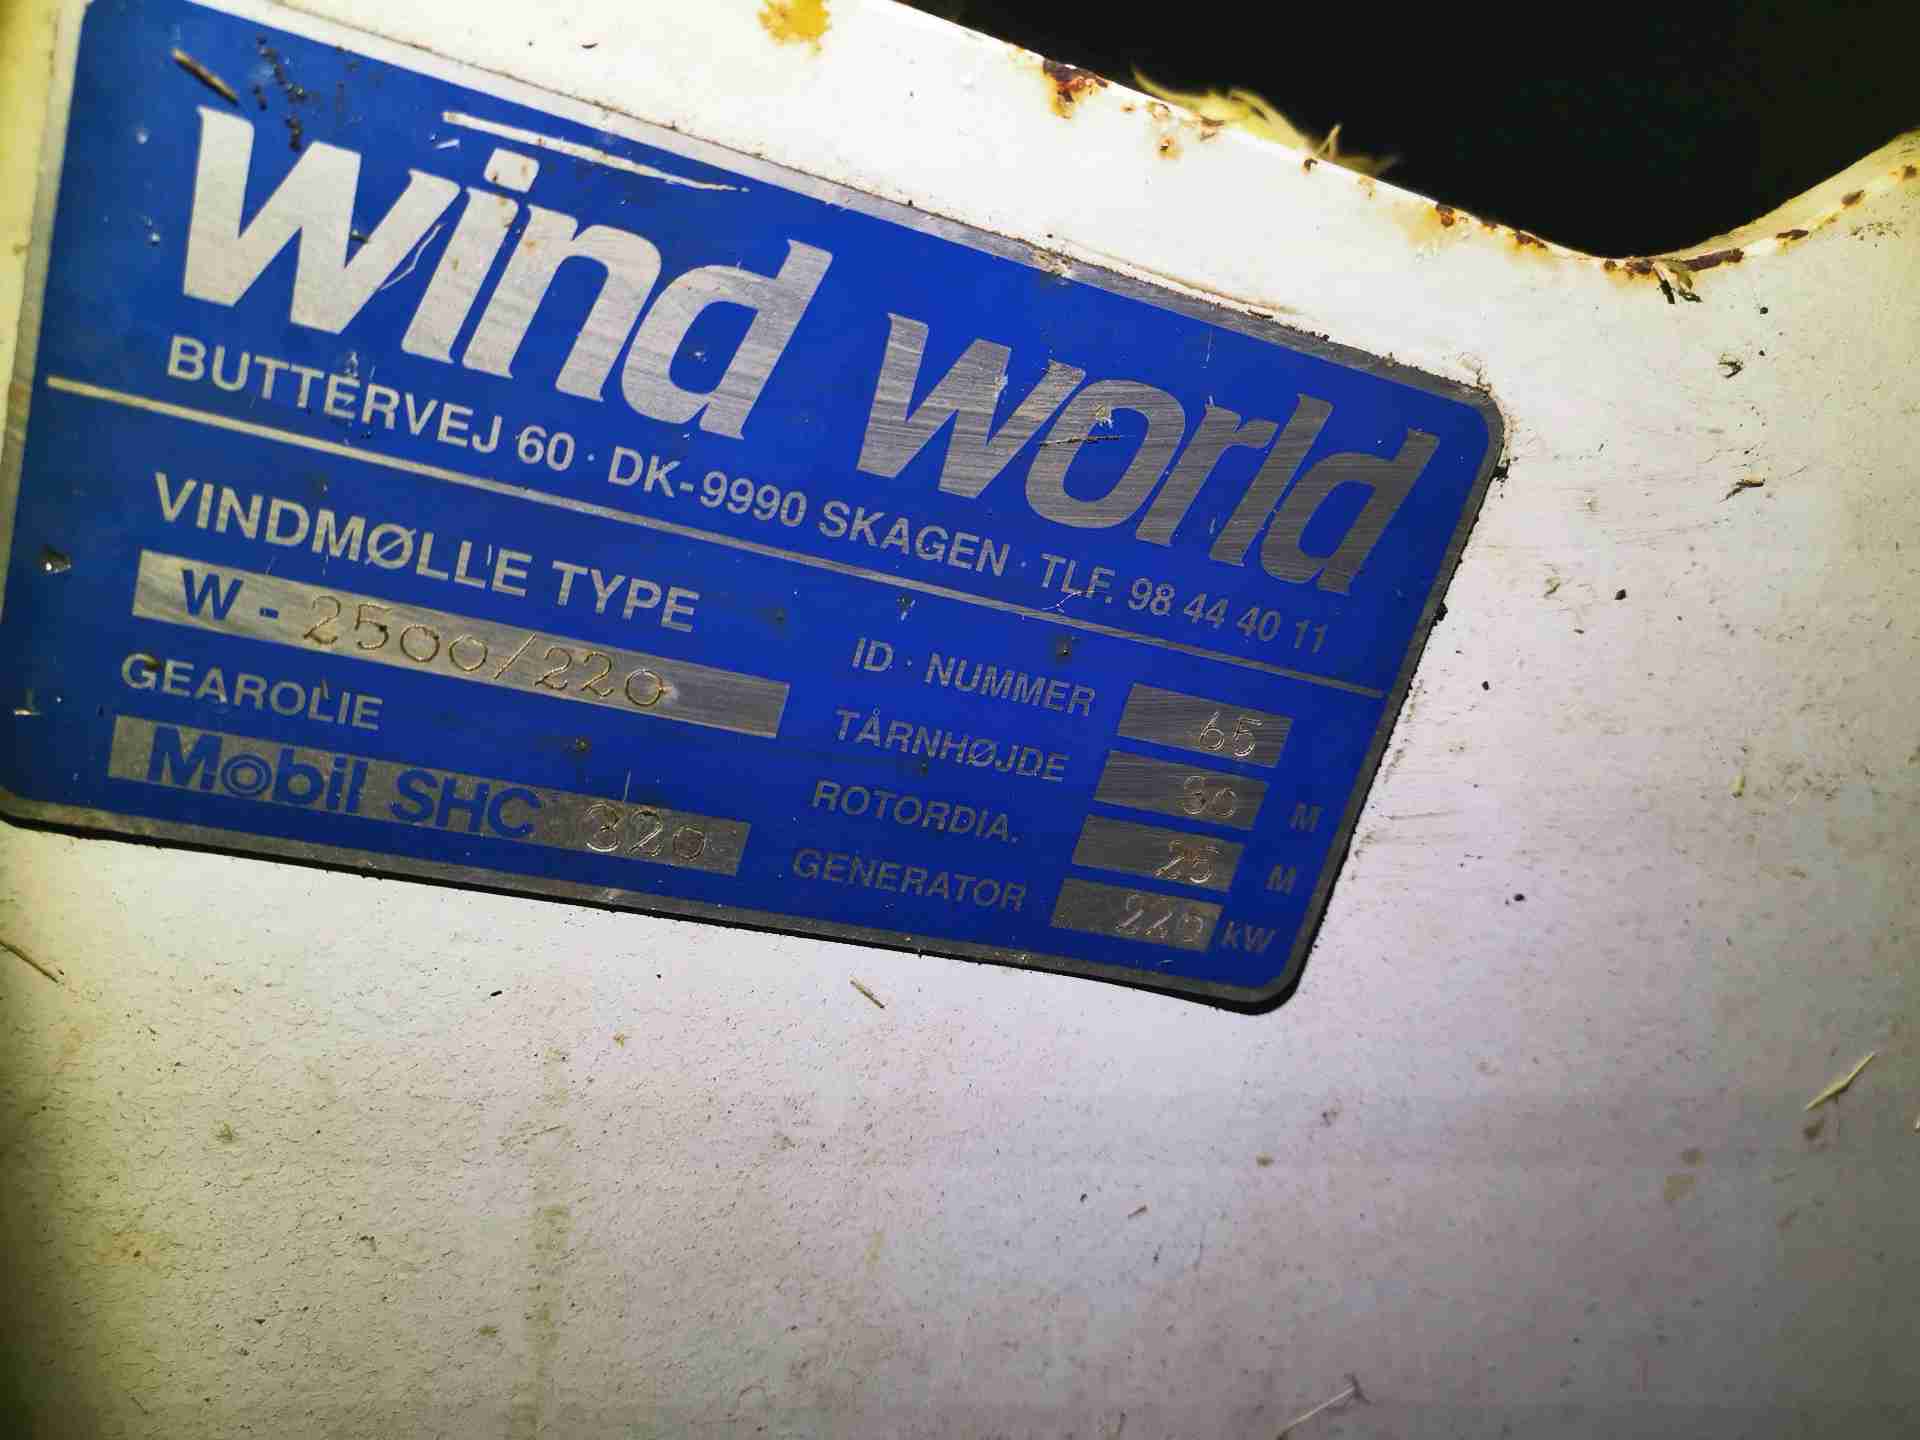 wind world
BUTTERVEJ 60 · DK-9990 SKAGEN · TLF. 98 44 40 11
VINDMØLLE TYPE
W - 2500/220
GEAROLIE
Mobil SHC 320
ID · NUMMER 65
TÅRNHØJDE 30 M
ROTORDIA. 25 M
GENERATOR 220 kW